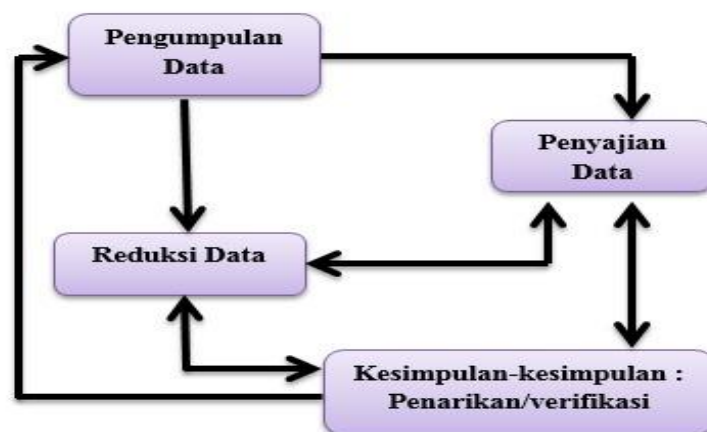 Pengumpulan
Data
Penyajian
Data
Reduksi Data
Kesimpulan-kesimpulan :
Penarikan/verifikasi